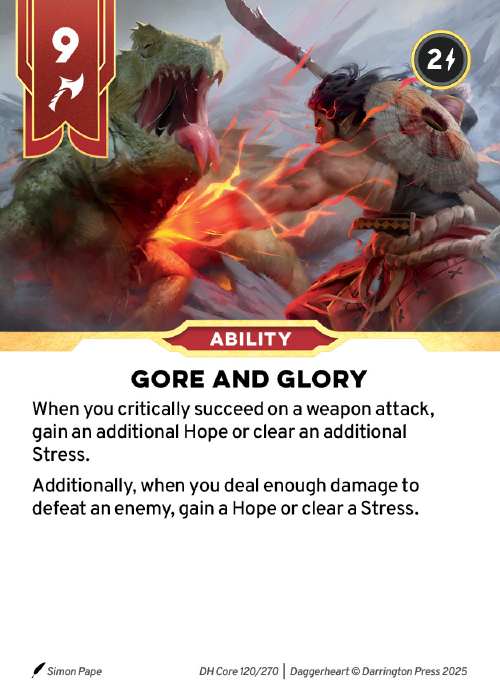 9
2
ABILITY
GORE AND GLORY
When you critically succeed on a weapon attack,
gain an additional Hope or clear an additional
Stress.
Additionally, when you deal enough damage to
defeat an enemy, gain a Hope or clear a Stress.
Simon Pape
DH Core 120/270 | Daggerheart © Darrington Press 2025